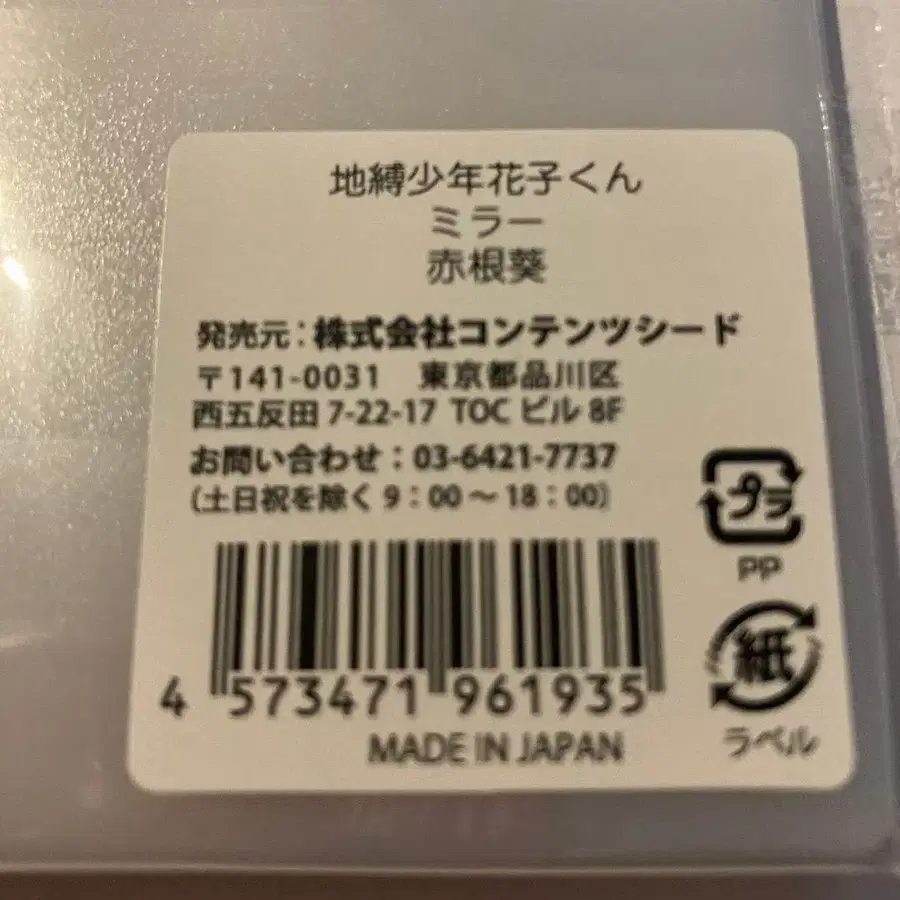 地縛少年花子くん
ミラー
赤根葵
発売元：株式会社コンテンツシード
〒141-0031　東京都品川区
西五反田 7-22-17 TOC ビル 8F
お問い合わせ：03-6421-7737
(土日祝を除く 9：00 〜 18：00)
プラ
PP
紙
ラベル
4 573471 961935
MADE IN JAPAN